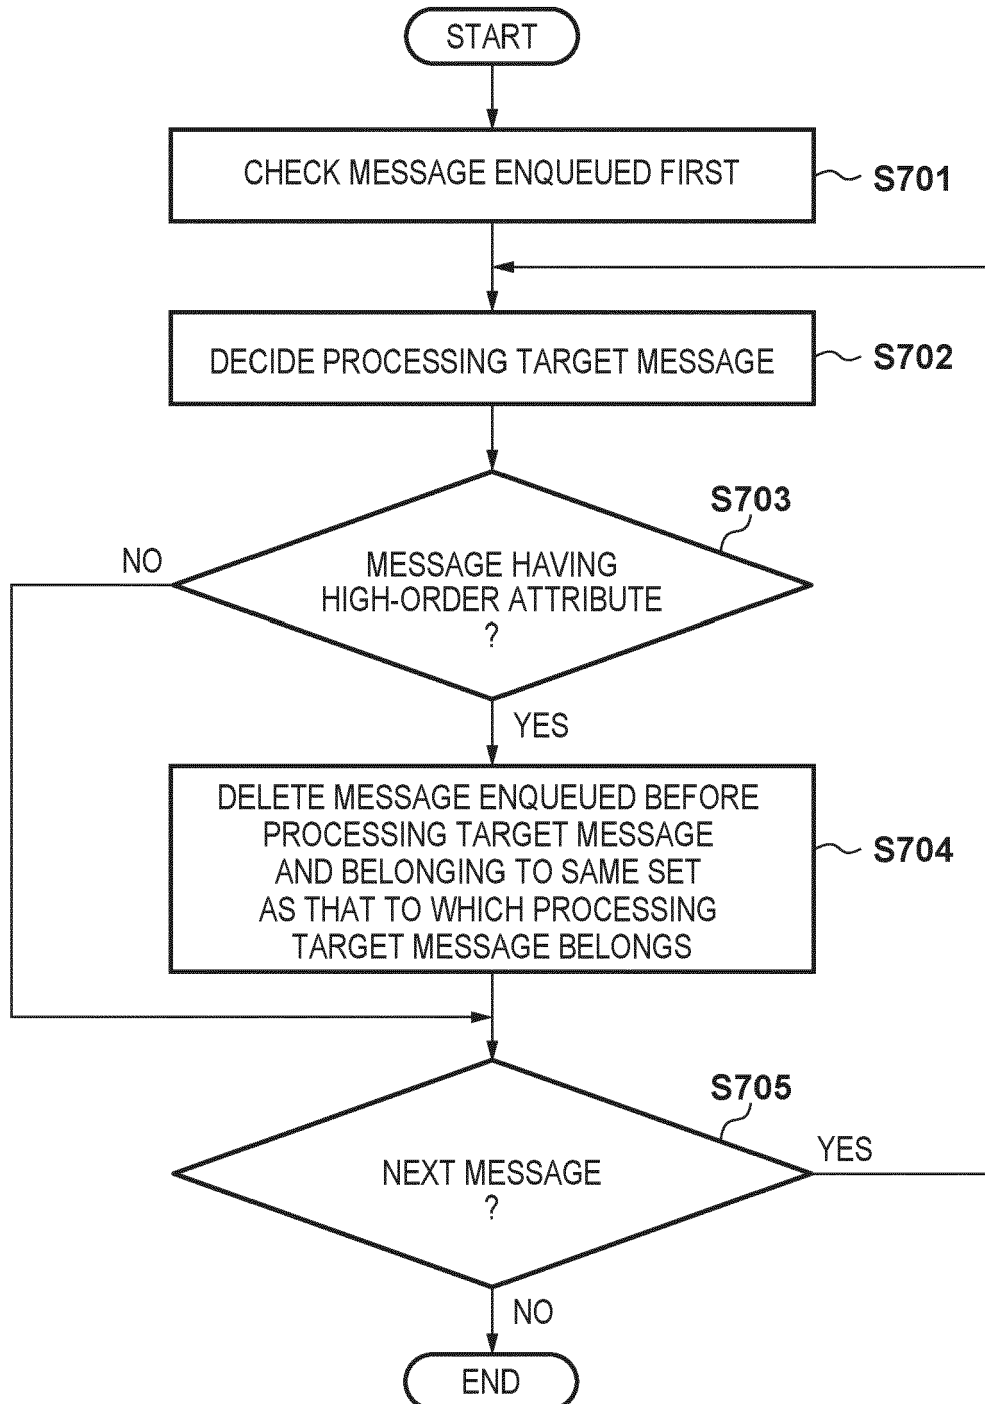 START
CHECK MESSAGE ENQUEUED FIRST
S701
DECIDE PROCESSING TARGET MESSAGE
S702
S703
NO
MESSAGE HAVING
HIGH-ORDER ATTRIBUTE
?
YES
DELETE MESSAGE ENQUEUED BEFORE
PROCESSING TARGET MESSAGE
AND BELONGING TO SAME SET
AS THAT TO WHICH PROCESSING
TARGET MESSAGE BELONGS
S704
S705
YES
NEXT MESSAGE
?
NO
END